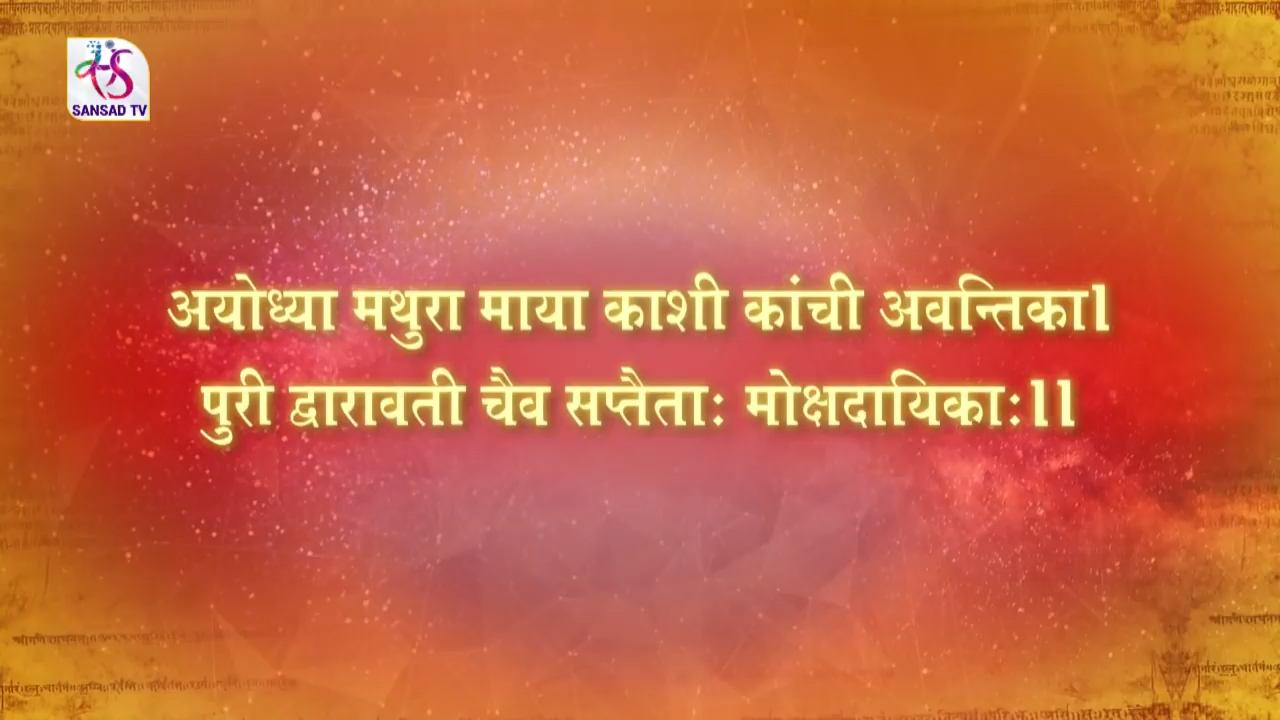 SANSAD TV
अयोध्या मथुरा माया काशी कांची अवन्तिका।
पुरी द्वारावती चैव सप्तैताः मोक्षदायिकाः।।